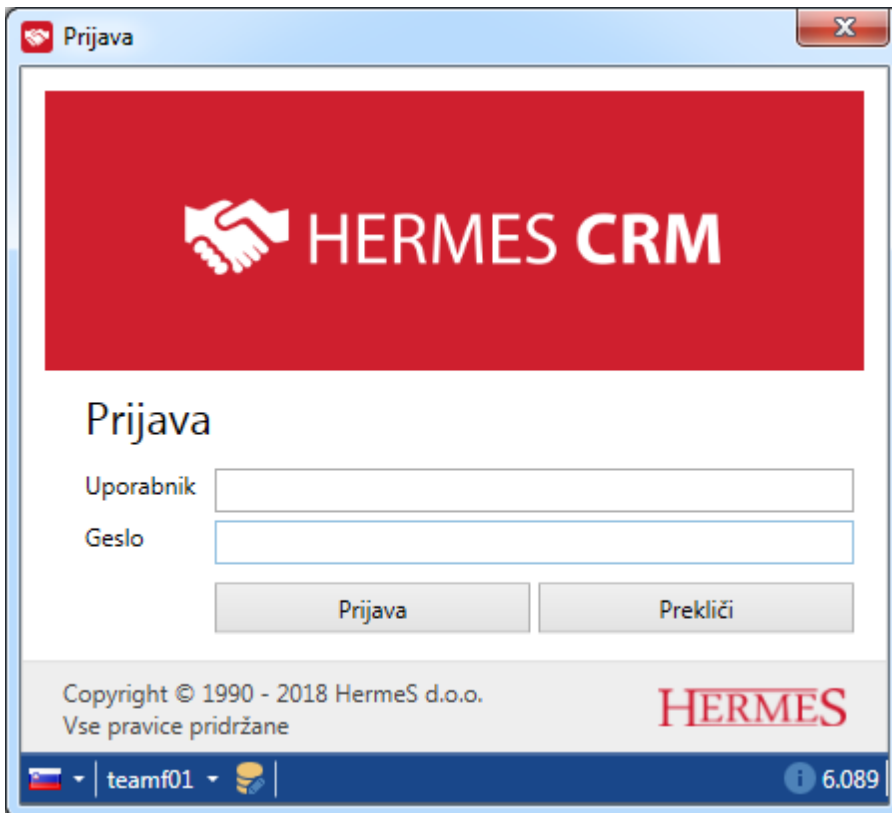 Prijava
HERMES CRM
Prijava
Uporabnik
Geslo
Prijava Prekliči
Copyright © 1990 - 2018 HermeS d.o.o.
Vse pravice pridržane
HERMES
teamf01 6.089